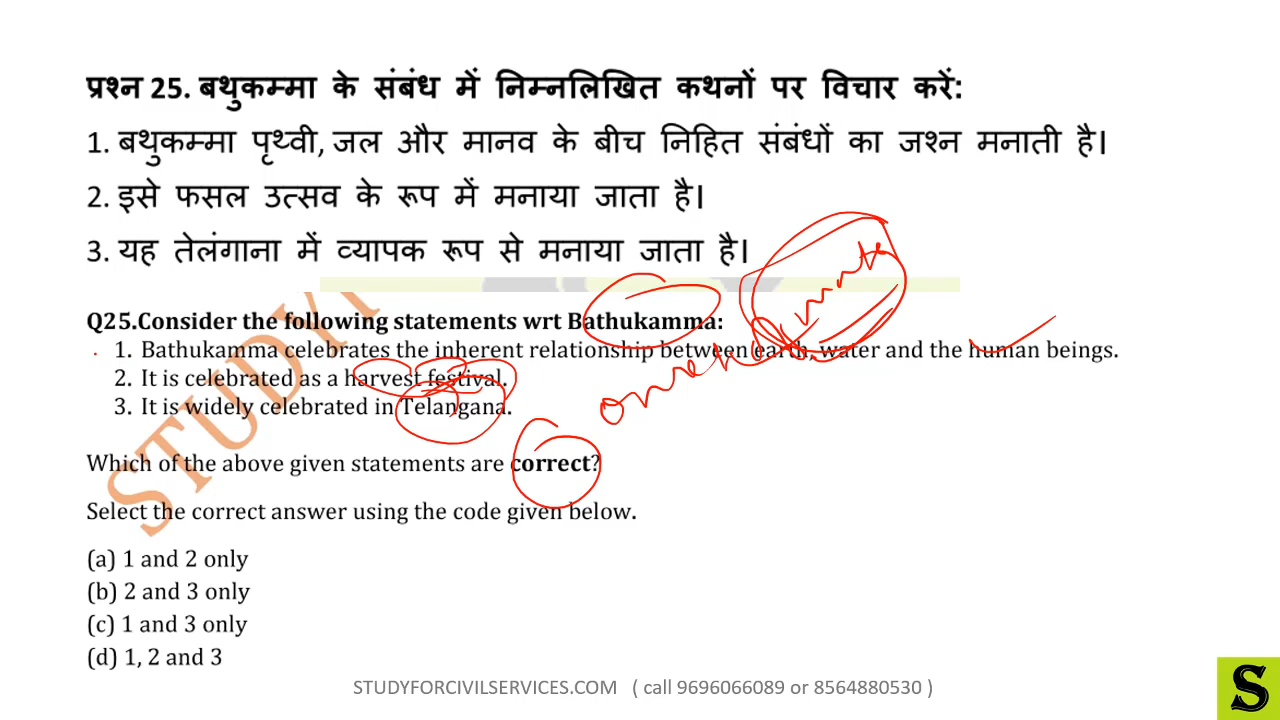 प्रश्न 25. बथुकम्मा के संबंध में निम्नलिखित कथनों पर विचार करें:
1. बथुकम्मा पृथ्वी, जल और मानव के बीच निहित संबंधों का जश्न मनाती है।
2. इसे फसल उत्सव के रूप में मनाया जाता है।
3. यह तेलंगाना में व्यापक रूप से मनाया जाता है।
Q25.Consider the following statements wrt Bathukamma:
1. Bathukamma celebrates the inherent relationship between earth, water and the human beings.
2. It is celebrated as a harvest festival.
3. It is widely celebrated in Telangana.
Which of the above given statements are correct?
Select the correct answer using the code given below.
(a) 1 and 2 only
(b) 2 and 3 only
(c) 1 and 3 only
(d) 1, 2 and 3
STUDYFORCIVILSERVICES.COM ( call 9696066089 or 8564880530 )
S